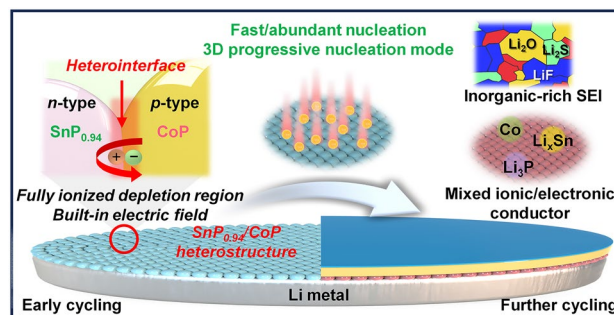 Heterointerface
n-type
p-type
SnP0.94
CoP
+
−
Fully ionized depletion region
Built-in electric field
Fast/abundant nucleation
3D progressive nucleation mode
Li2O
Li2S
LiF
Inorganic-rich SEI
Co
LixSn
Li3P
Mixed ionic/electronic
conductor
SnP0.94/CoP
heterostructure
Li metal
Early cycling
Further cycling